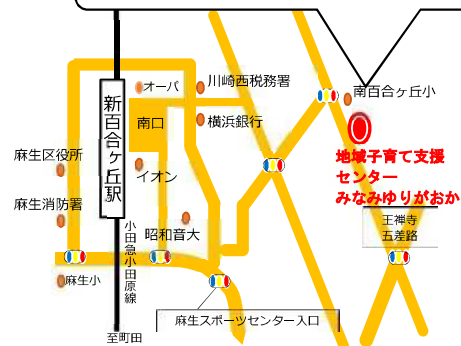 オーパ
川崎西税務署
南百合ヶ丘小
新百合ヶ丘駅
南口
横浜銀行
麻生区役所
イオン
地域子育て支援
センター
みなみゆりがおか
麻生消防署
昭和音大
王禅寺
五差路
小田急小田原線
麻生小
麻生スポーツセンター入口
至町田